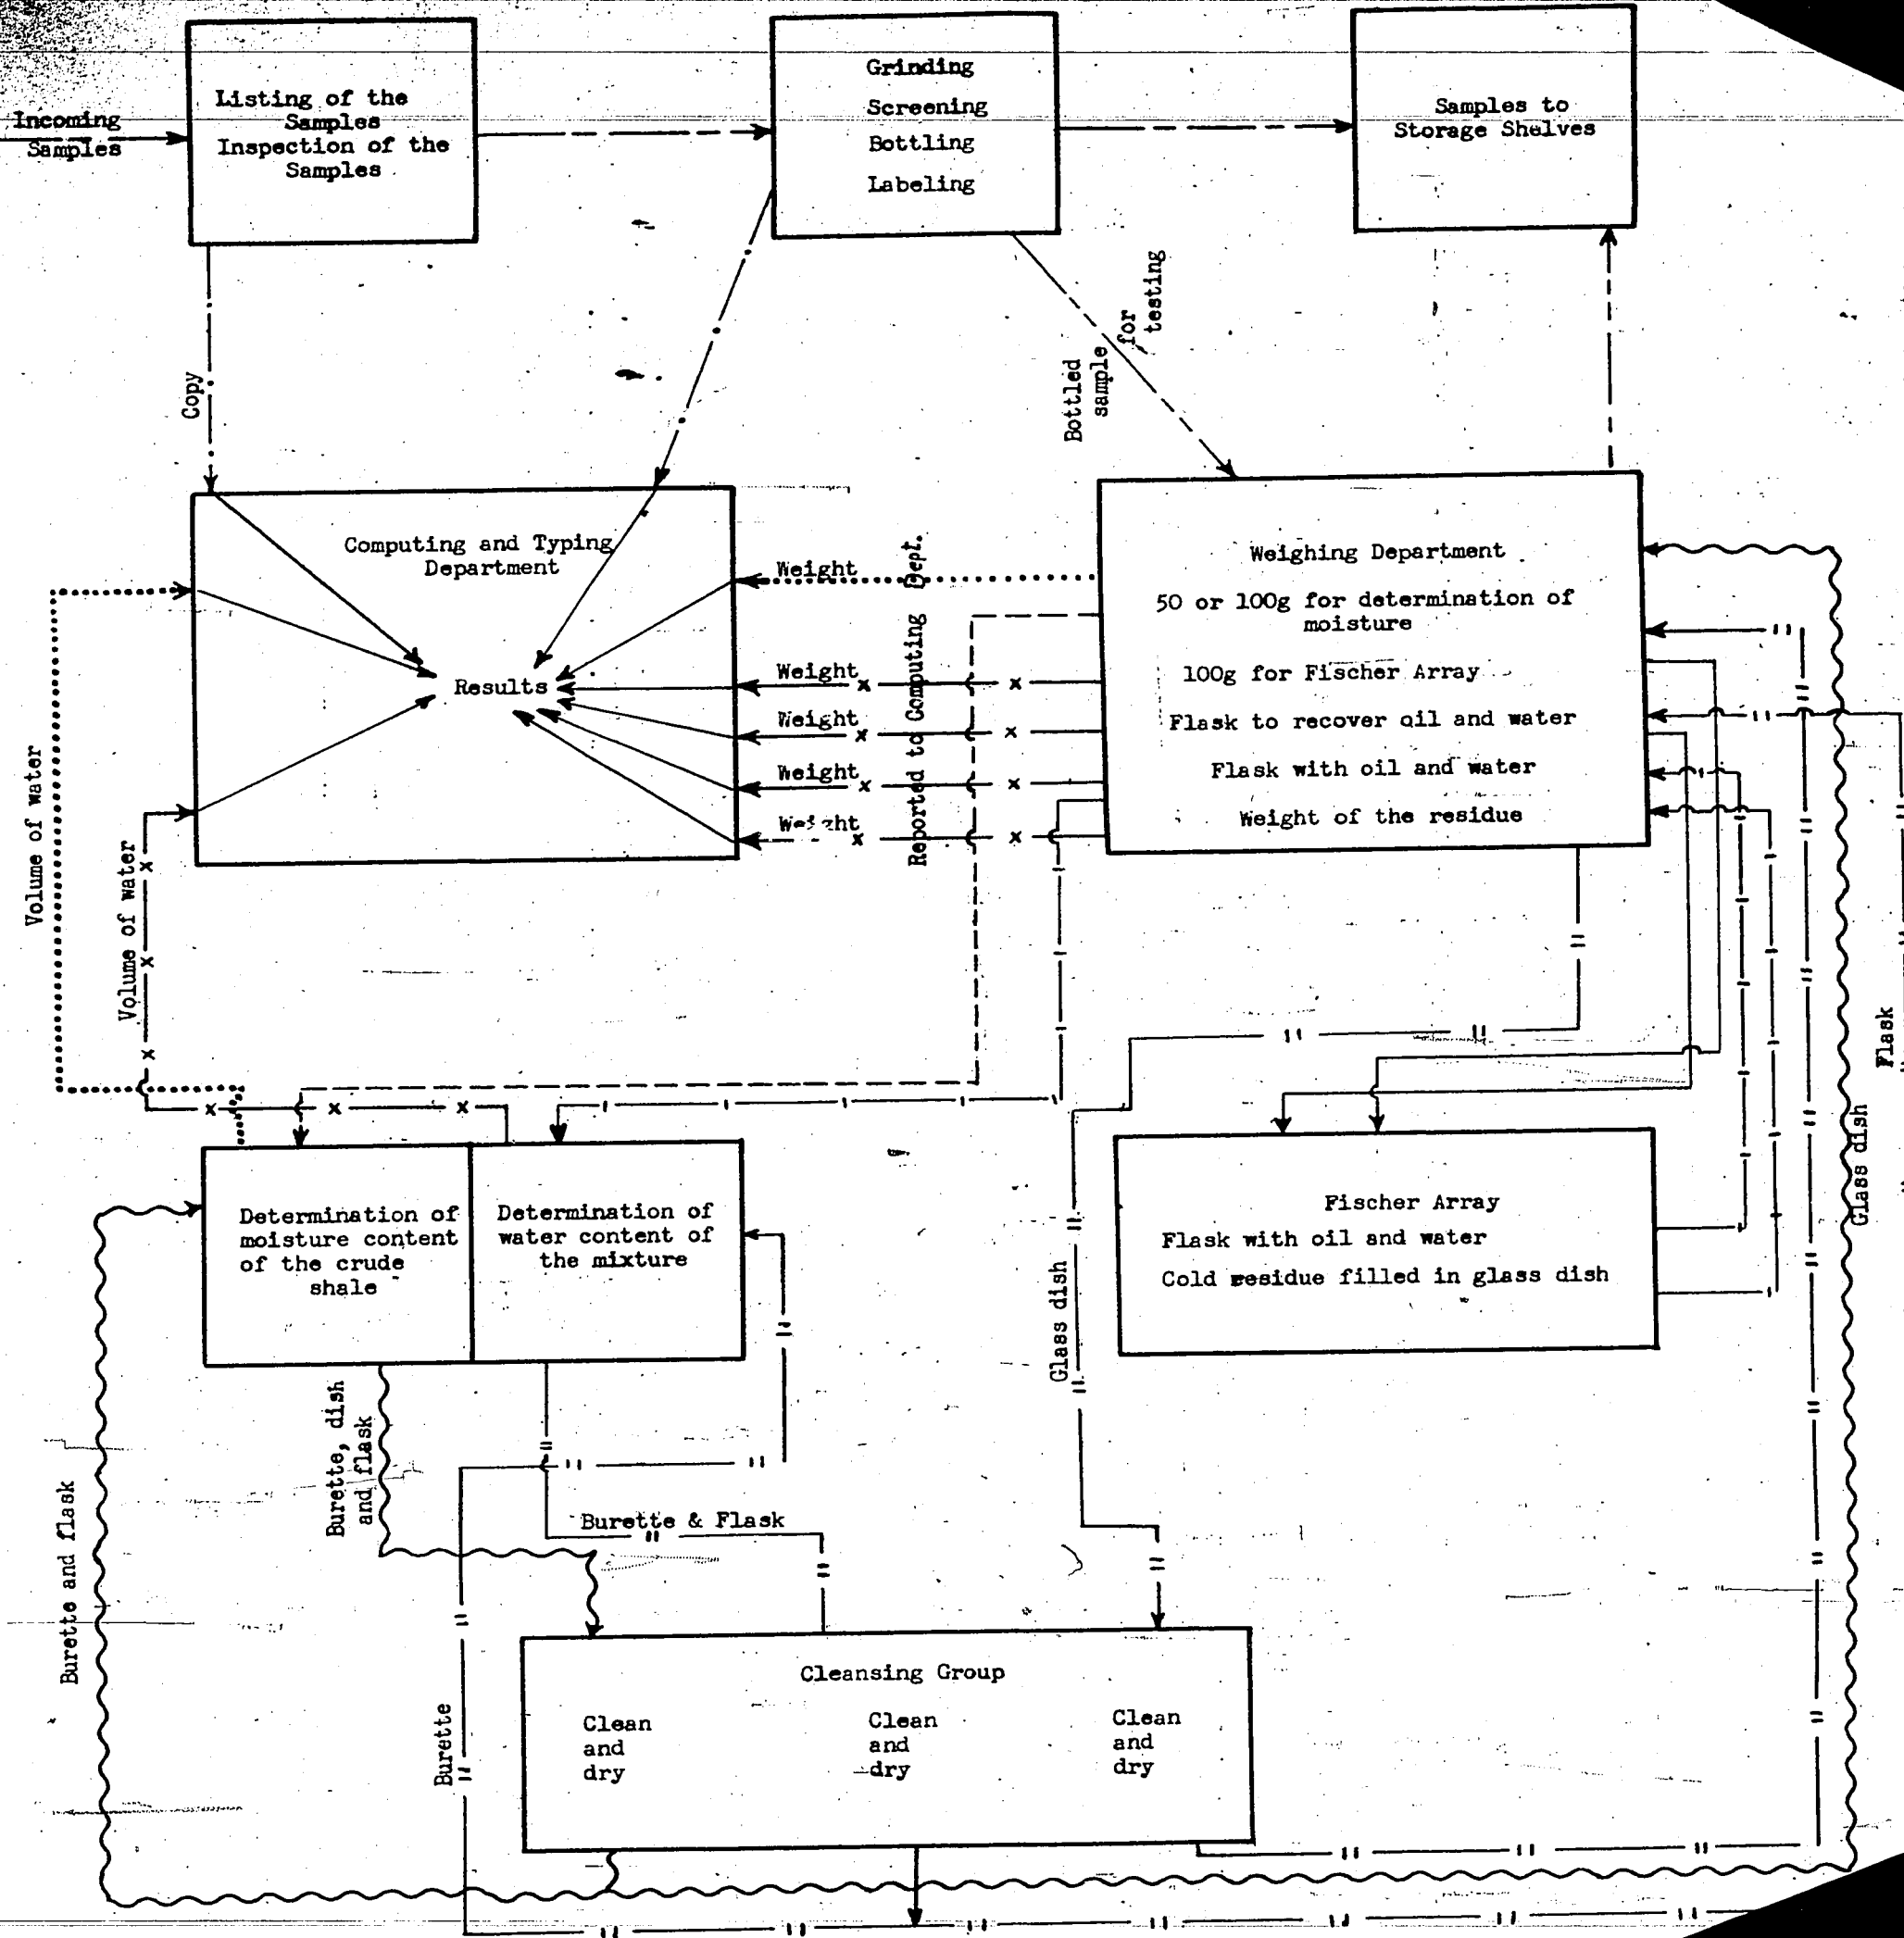 Incoming
Samples
Listing of the
Samples
Inspection of the
Samples
Grinding
Screening
Bottling
Labeling
Samples to
Storage Shelves
Copy
Bottled
sample
for
testing
Computing and Typing
Department
Results
Weight
Weight
Weight
Weight
Weight
Reported to Computing Dept.
Weighing Department
50 or 100g for determination of
moisture
100g for Fischer Array
Flask to recover oil and water
Flask with oil and water
Weight of the residue
Volume of water
Volume of water
Flask
Glass dish
Determination of
moisture content
of the crude
shale
Determination of
water content of
the mixture
Fischer Array
Flask with oil and water
Cold residue filled in glass dish
Glass dish
Burette, dish
and flask
Burette and flask
Burette & Flask
Burette
Cleansing Group
Clean
and
dry
Clean
and
dry
Clean
and
dry